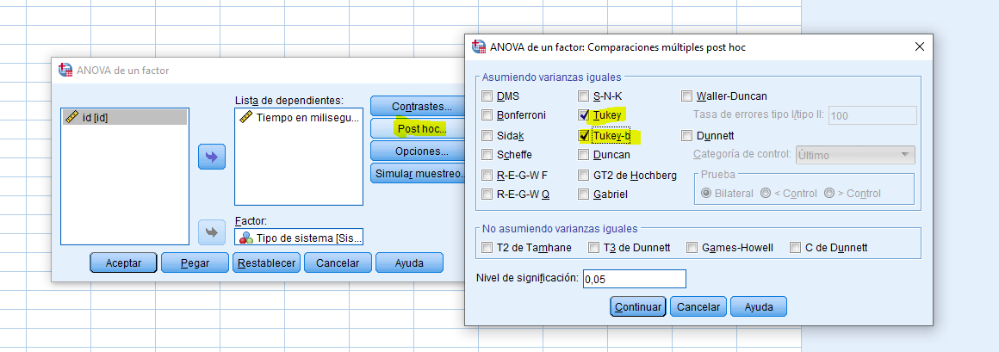 ANOVA de un factor
id [id]
Lista de dependientes:
Tiempo en milisegu...
Contrastes...
Post hoc...
Opciones...
Simular muestreo...
Factor:
Tipo de sistema [Sis...
Aceptar
Pegar
Restablecer
Cancelar
Ayuda
ANOVA de un factor: Comparaciones múltiples post hoc
Asumiendo varianzas iguales
DMS
S-N-K
Waller-Duncan
Bonferroni
Tukey
Tasa de errores tipo I/tipo II:
100
Sidak
Tukey-b
Dunnett
Scheffe
Duncan
Categoría de control:
Último
R-E-G-W F
GT2 de Hochberg
Prueba
R-E-G-W Q
Gabriel
Bilateral
< Control
> Control
No asumiendo varianzas iguales
T2 de Tamhane
T3 de Dunnett
Games-Howell
C de Dunnett
Nivel de significación:
0,05
Continuar
Cancelar
Ayuda